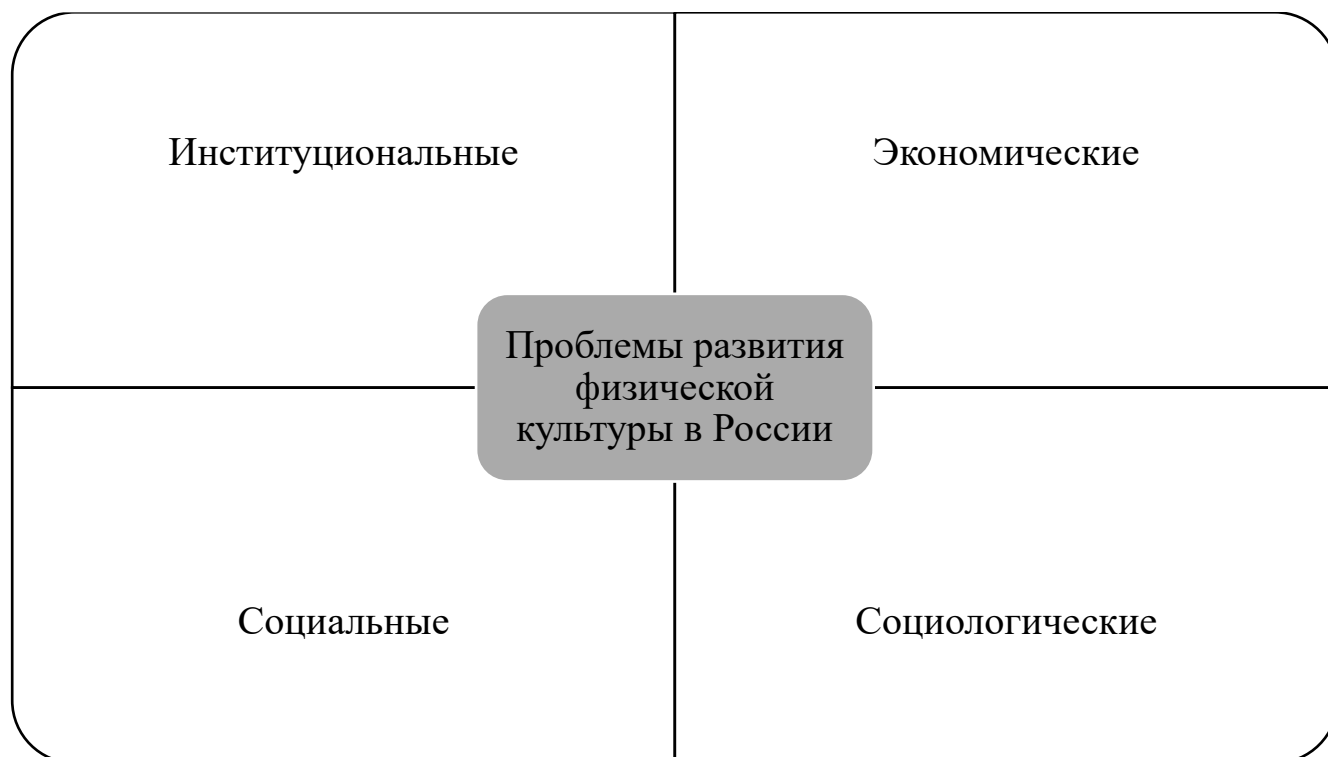 Институциональные
Экономические
Проблемы развития
физической
культуры в России
Социальные
Социологические